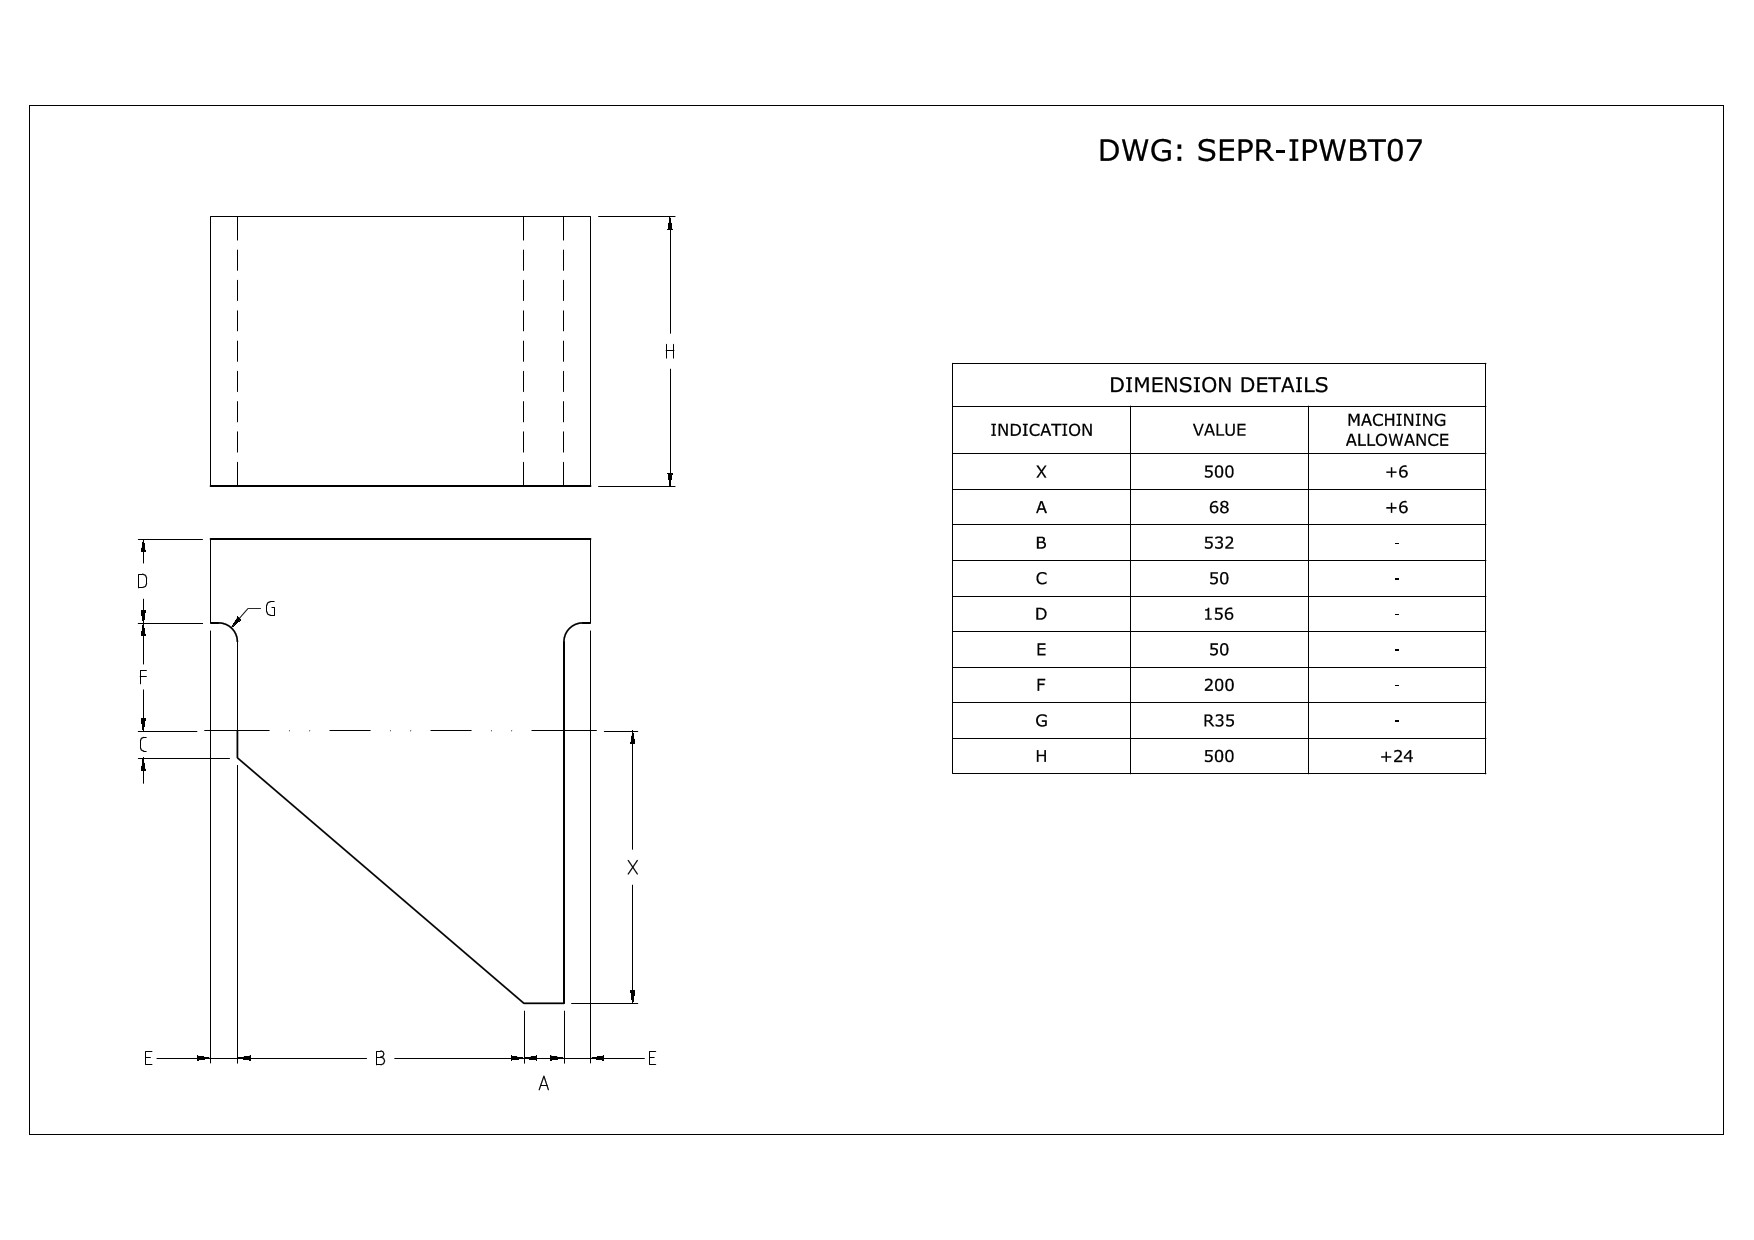 DWG: SEPR-IPWBT07
H
D
G
F
C
X
E B E
A
DIMENSION DETAILS
INDICATION VALUE MACHINING ALLOWANCE
X 500 +6
A 68 +6
B 532 -
C 50 -
D 156 -
E 50 -
F 200 -
G R35 -
H 500 +24